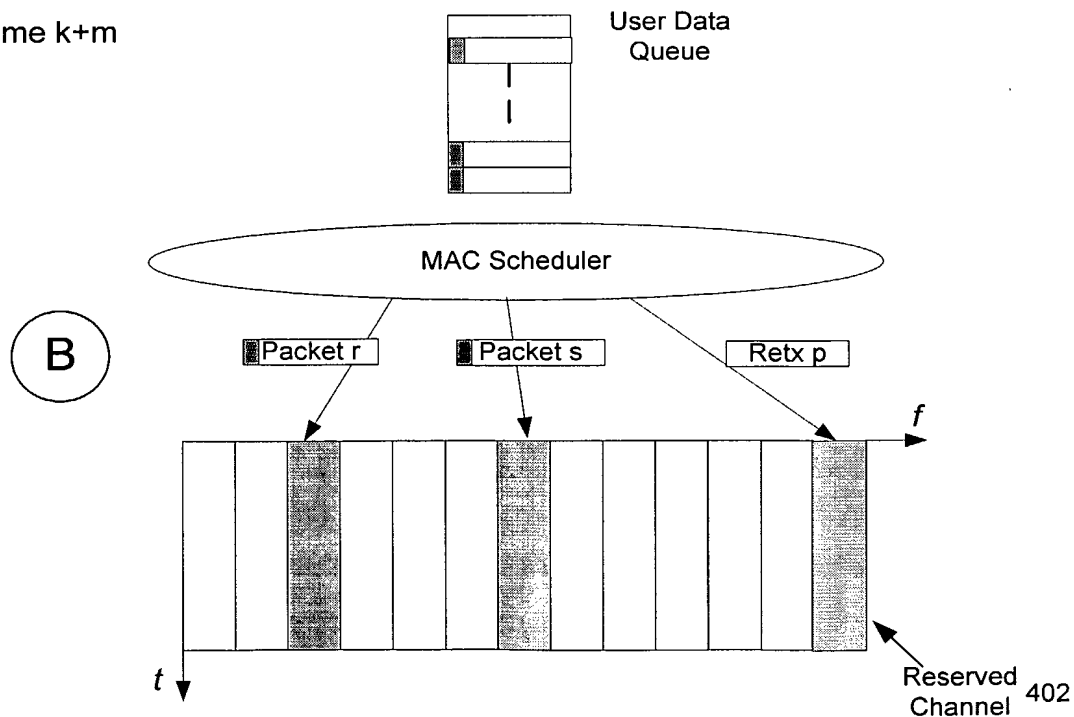 me k+m
User Data
Queue
MAC Scheduler
B
Packet r
Packet s
Retx p
f
t
Reserved
Channel 402